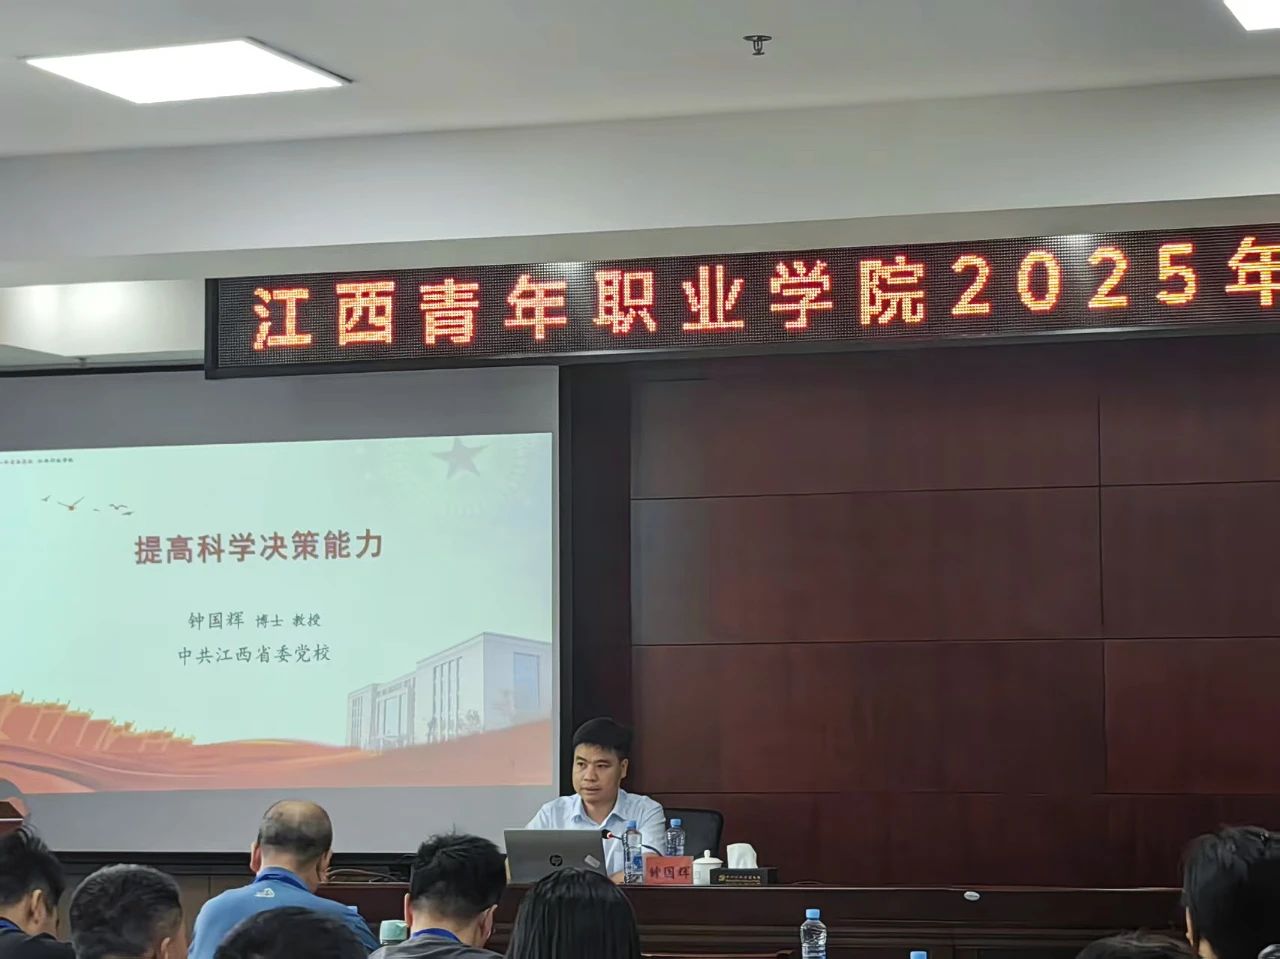 江西青年职业学院2025年
提高科学决策能力
钟国辉 博士 教授
中共江西省委党校
hp
钟国辉